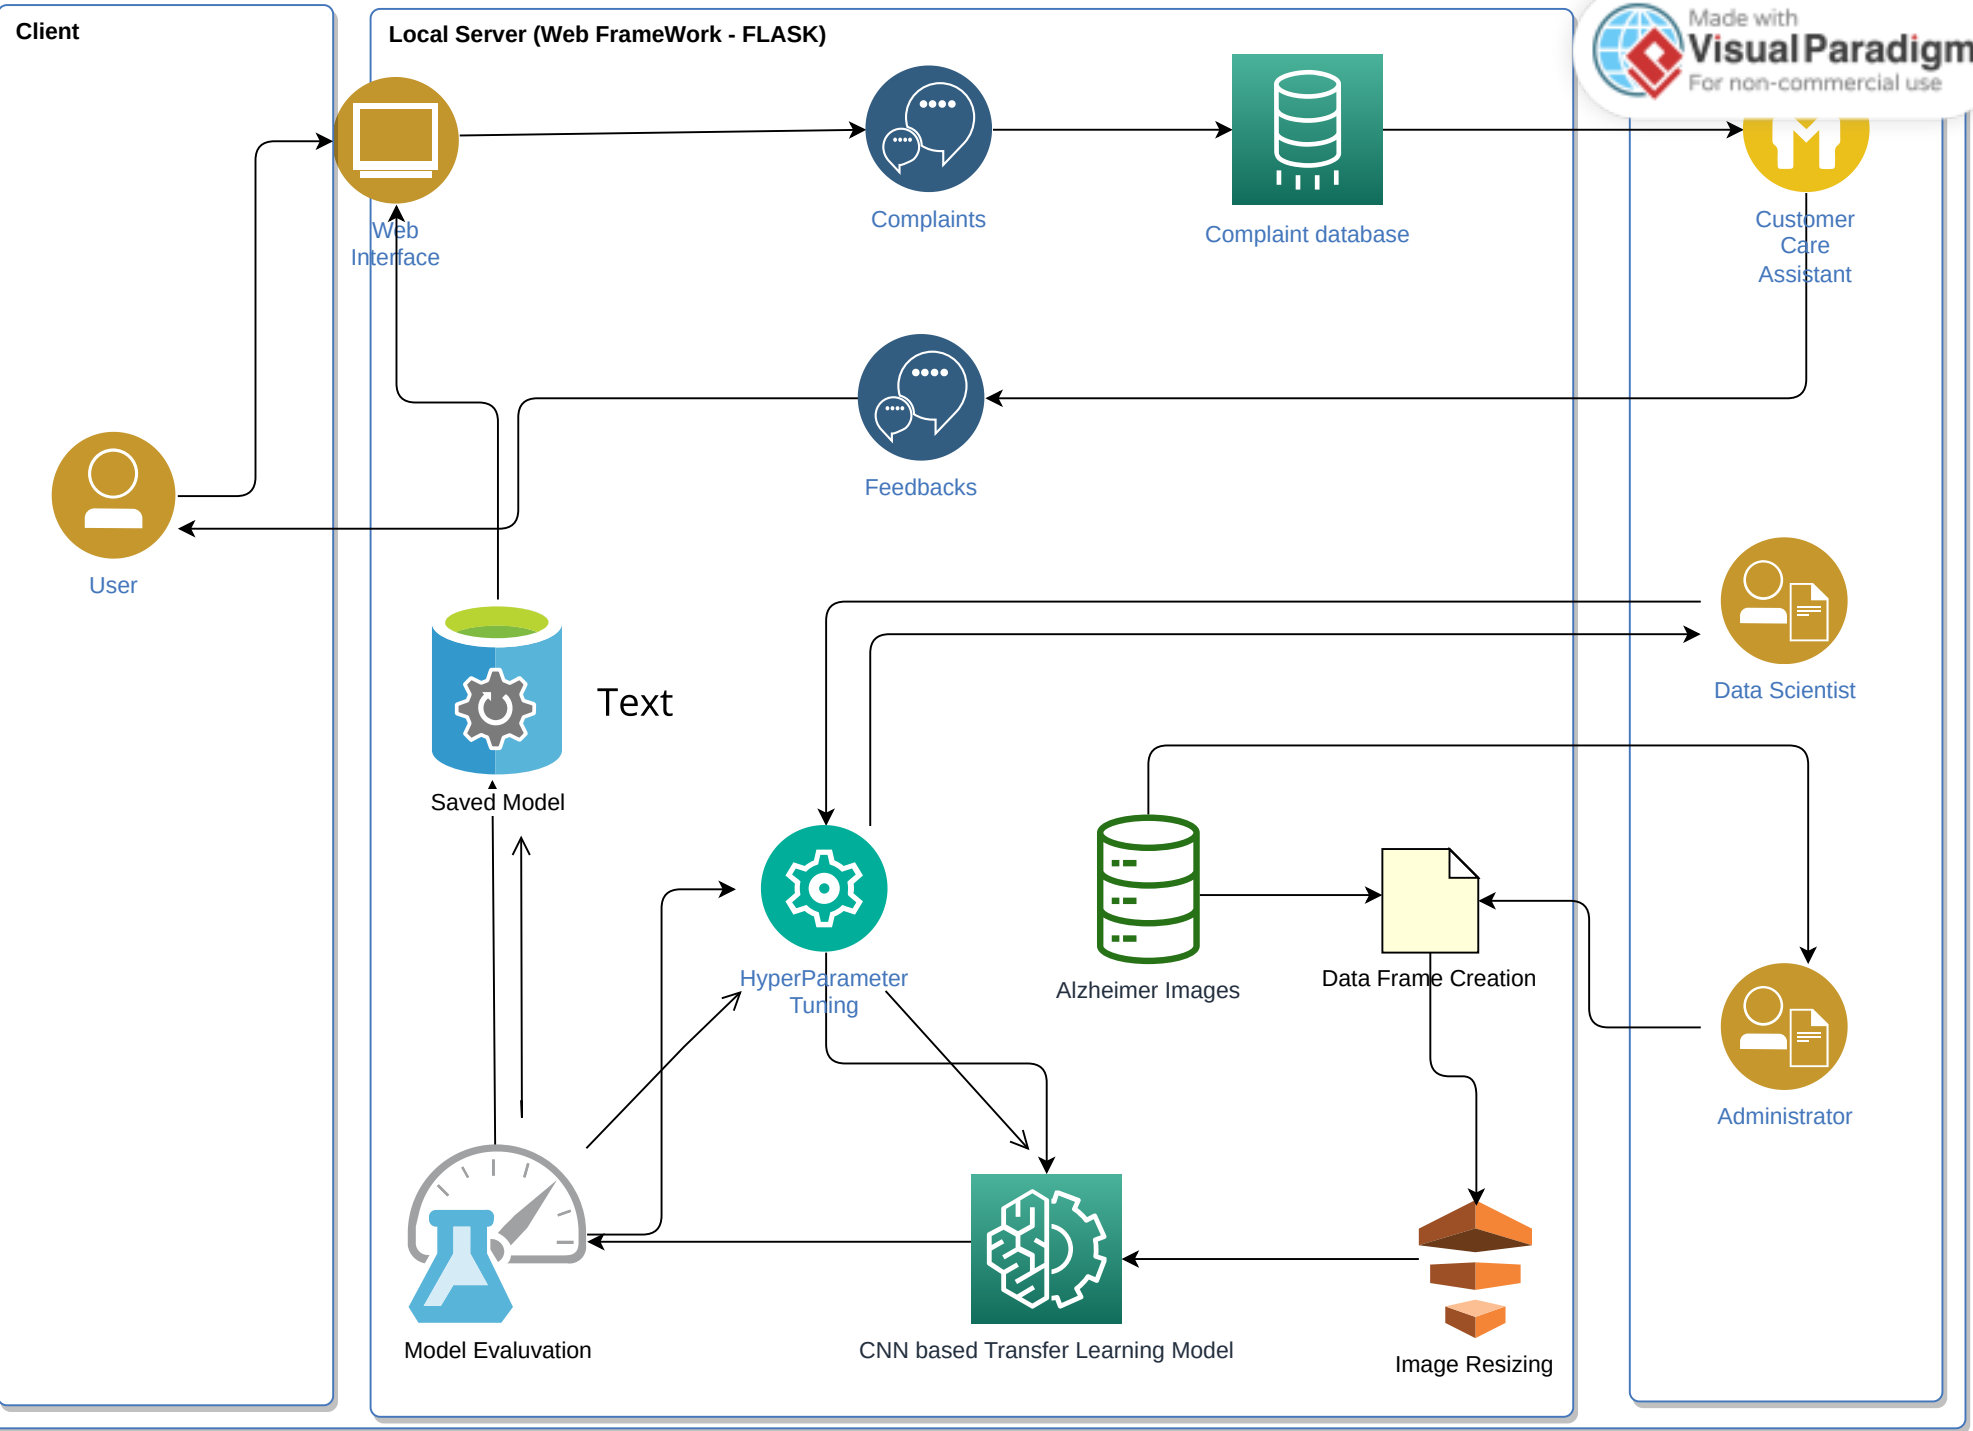 Client
Local Server (Web FrameWork - FLASK)
Made with
Visual Paradigm
For non-commercial use
Web
Interface
Complaints
Complaint database
Customer
Care
Assistant
Feedbacks
User
Data Scientist
Text
Saved Model
HyperParameter
Tuning
Alzheimer Images
Data Frame Creation
Administrator
Model Evaluvation
CNN based Transfer Learning Model
Image Resizing